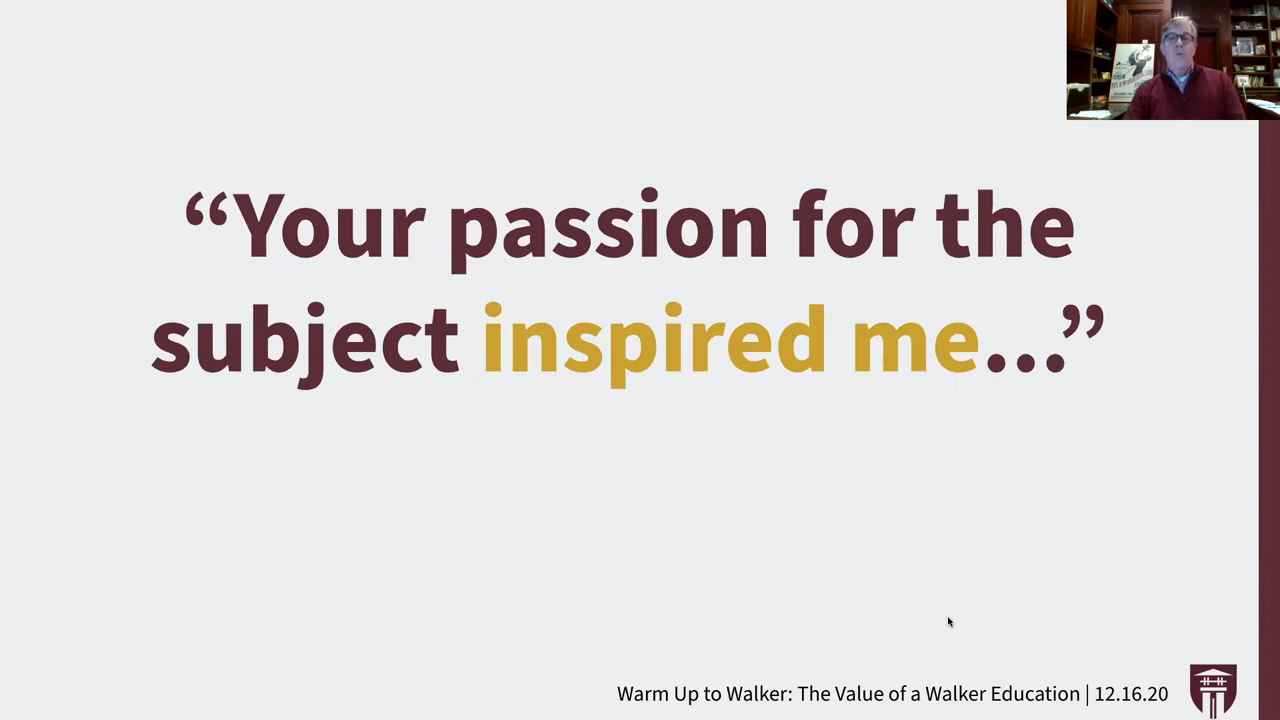 “Your passion for the
subject inspired me...”
Warm Up to Walker: The Value of a Walker Education | 12.16.20